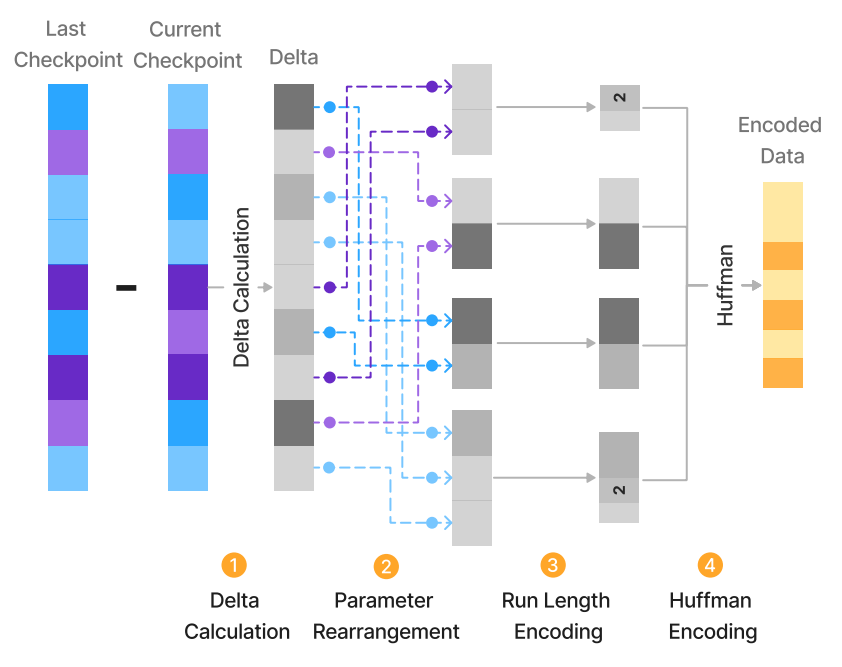 Last
Checkpoint
Current
Checkpoint
Delta
Delta Calculation
2
2
Huffman
Encoded
Data
1
Delta
Calculation
2
Parameter
Rearrangement
3
Run Length
Encoding
4
Huffman
Encoding